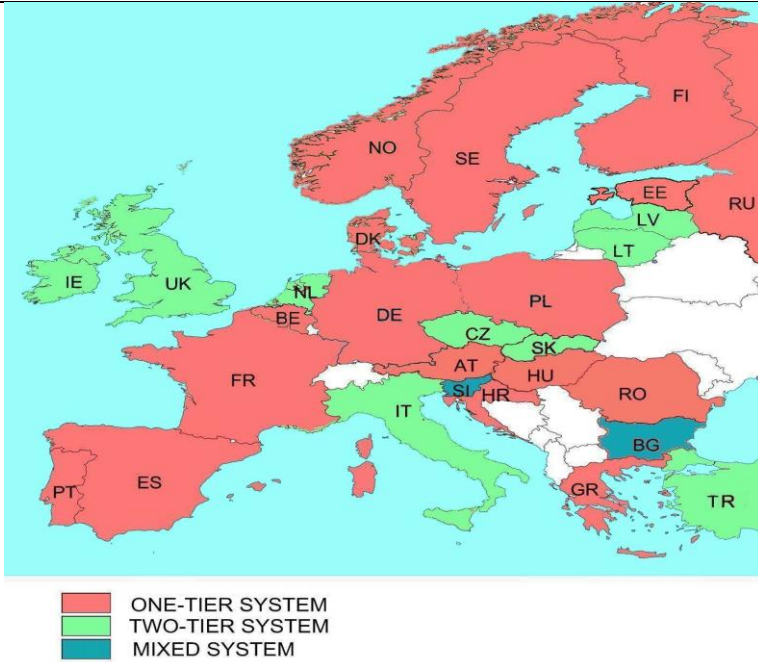 FI
NO
SE
EE
RU
LV
DK
LT
IE
UK
NL
PL
BE
DE
CZ
SK
AT
FR
HU
SI
HR
RO
IT
BG
ES
PT
GR
TR
ONE-TIER SYSTEM
TWO-TIER SYSTEM
MIXED SYSTEM